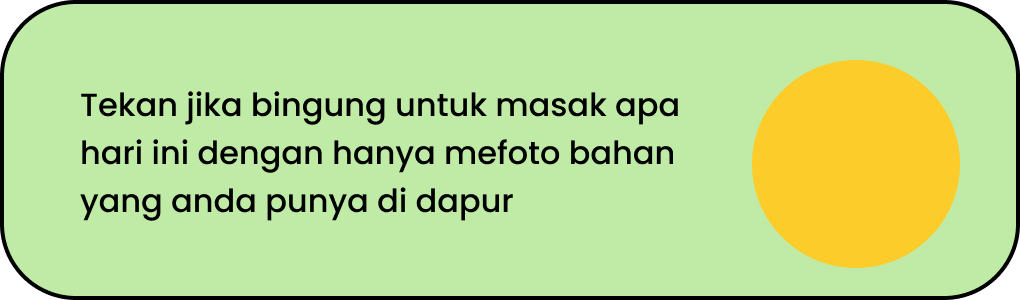 Tekan jika bingung untuk masak apa
hari ini dengan hanya mefoto bahan
yang anda punya di dapur